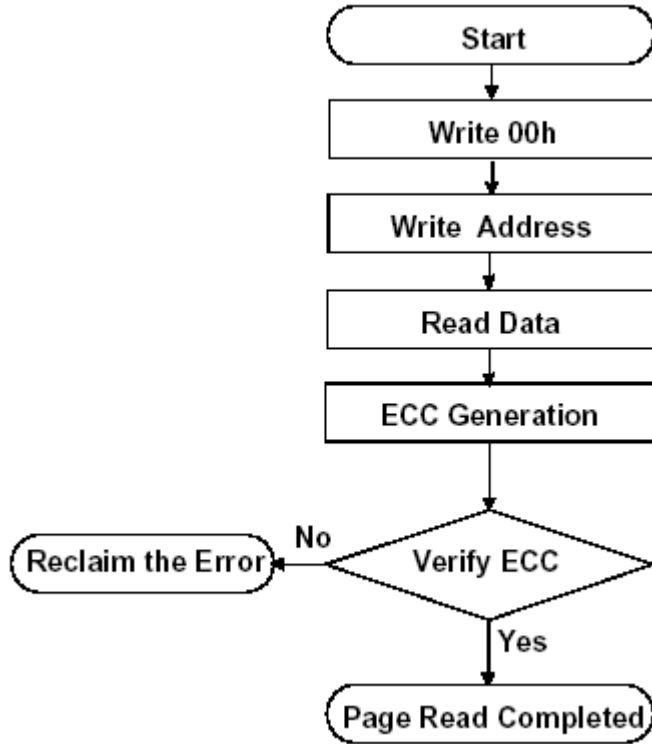 Start
Write 00h
Write Address
Read Data
ECC Generation
Verify ECC
No
Reclaim the Error
Yes
Page Read Completed